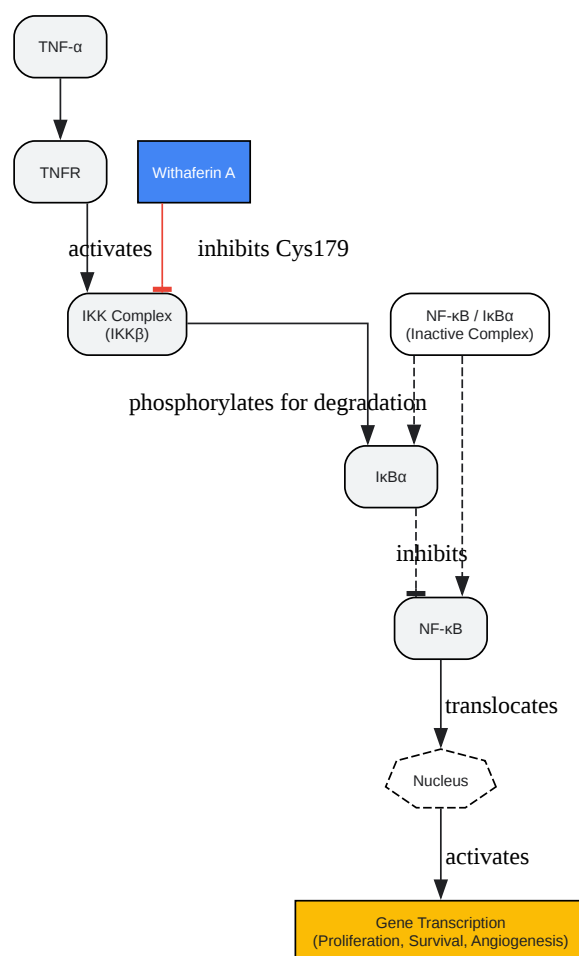 TNF-α
TNFR
Withaferin A
activates
inhibits Cys179
IKK Complex
(IKKβ)
NF-κB / IκBα
(Inactive Complex)
phosphorylates for degradation
IκBα
inhibits
NF-κB
translocates
Nucleus
activates
Gene Transcription
(Proliferation, Survival, Angiogenesis)